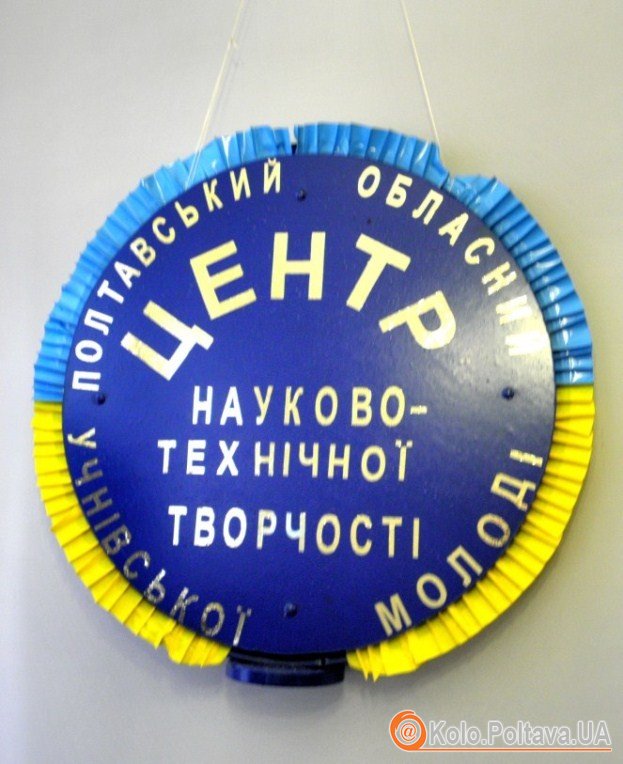 ПОЛТАВСЬКИЙ ОБЛАСНИЙ
ЦЕНТР
НАУКОВО-
ТЕХНІЧНОЇ
ТВОРЧОСТІ
УЧНІВСЬКОЇ МОЛОДІ
@Kolo.Poltava.UA